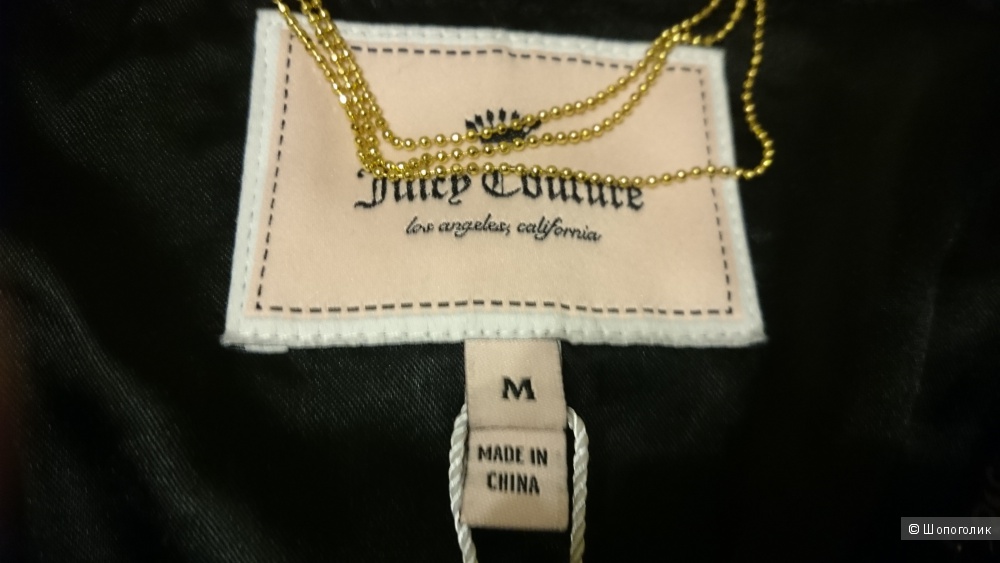 Juicy Couture
los angeles, california
M
MADE IN
CHINA
© Шопоголик